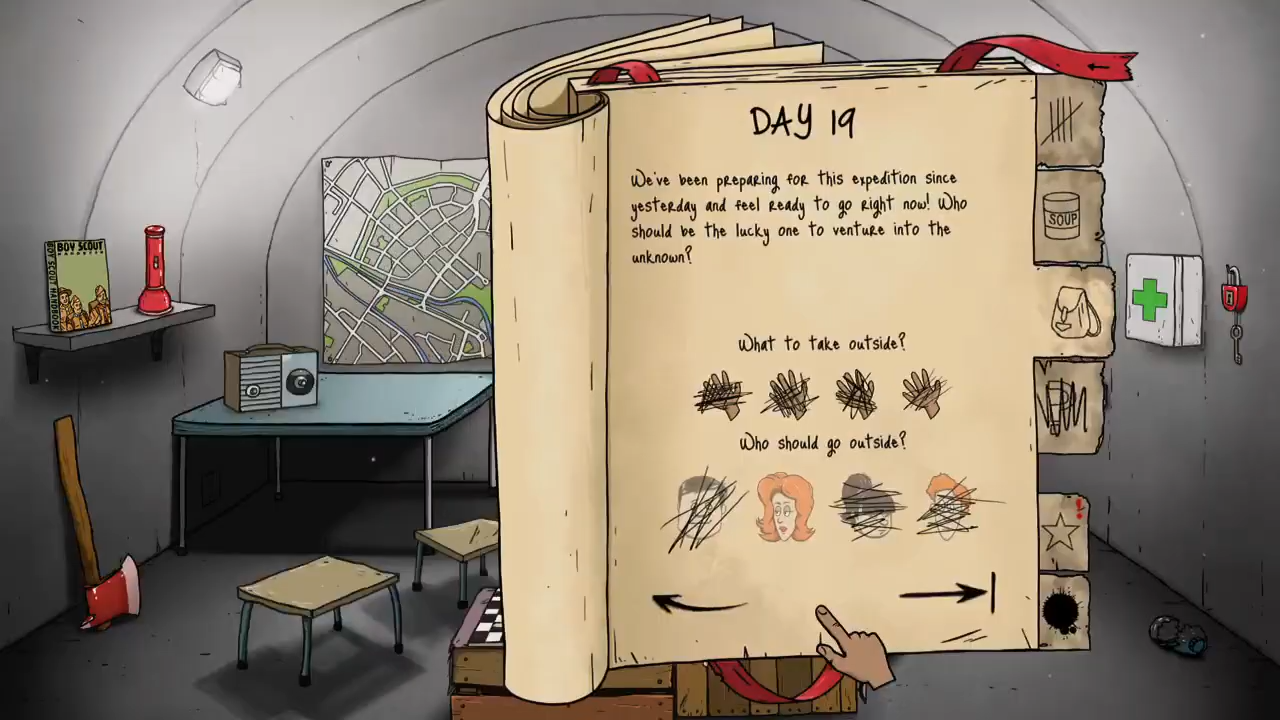 DAY 19
We've been preparing for this expedition since
yesterday and feel ready to go right now! Who
should be the lucky one to venture into the
unknown?
What to take outside?
Who should go outside?
SOUP
BOY SCOUT
BOY SCOUT HANDBOOK